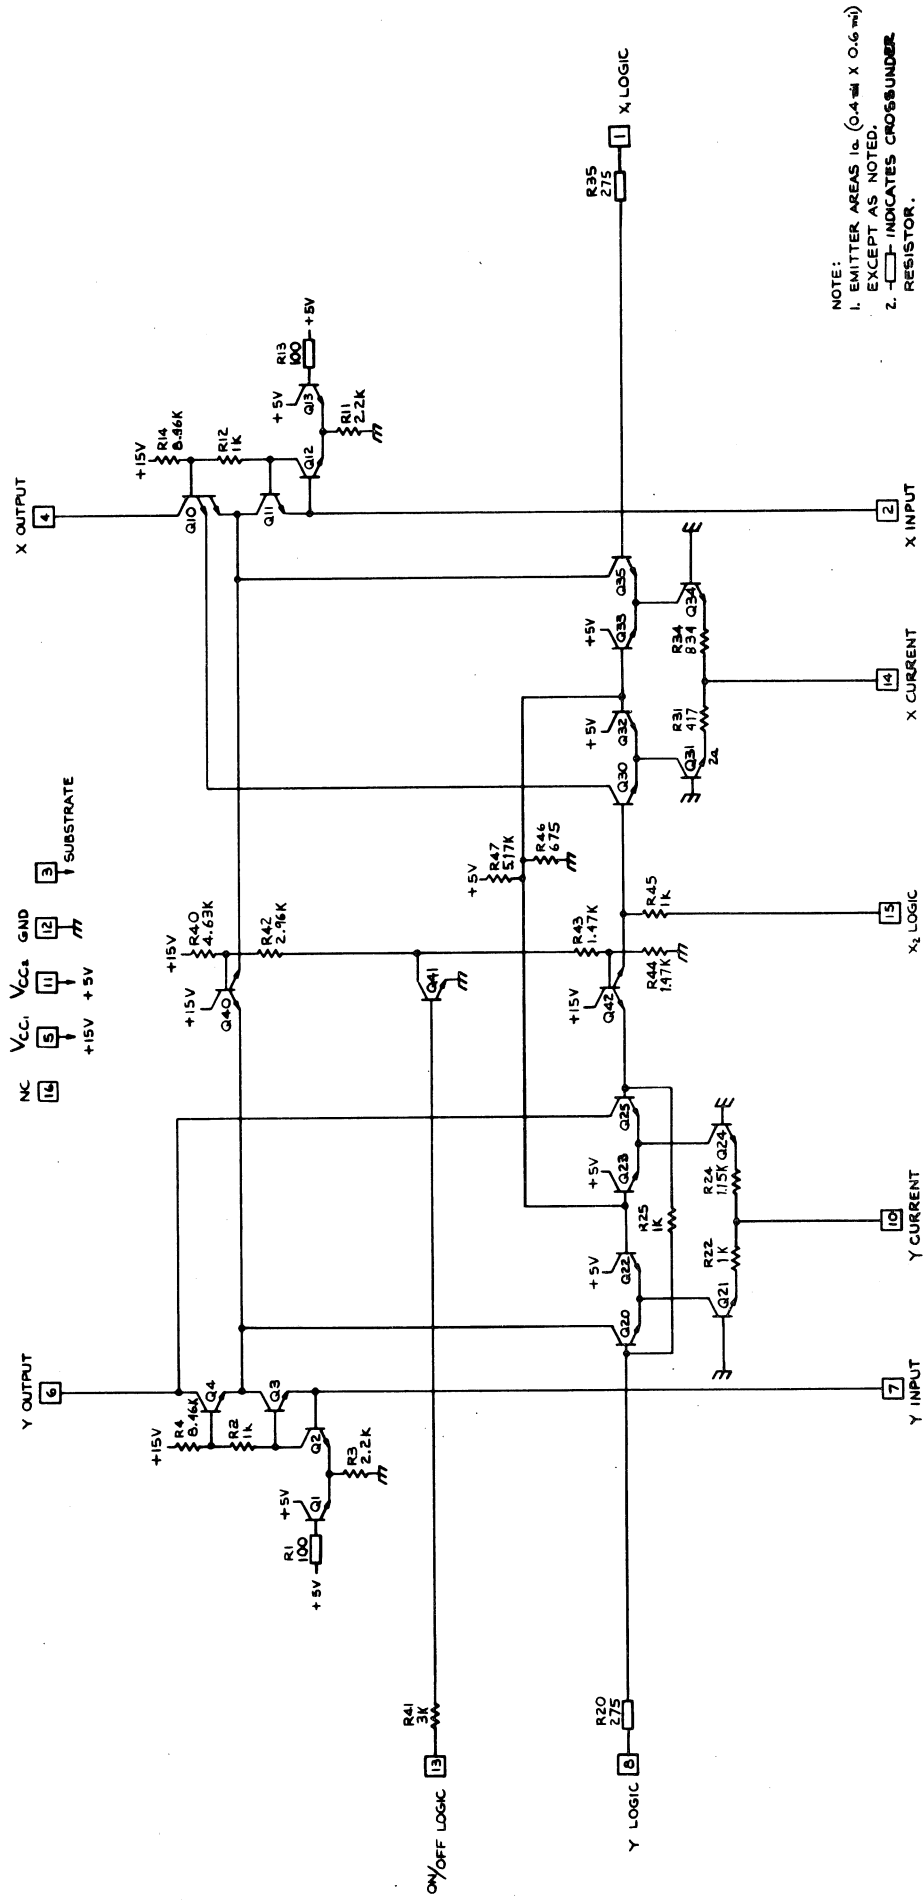 NC
16
VCC1
5
+15V
VCC2
11
+5V
GND
12
3
SUBSTRATE
Y OUTPUT
6
X OUTPUT
4
+15V
R4
8.46K
Q4
R2
1K
Q3
Q2
+5V
Q1
R1
100
+5V
R3
2.2K
+15V
R40
4.63K
+15V
Q40
R42
2.96K
Q41
+15V
R14
8.46K
Q10
R12
1K
Q11
Q12
+5V
Q13
R13
100
+5V
R11
2.2K
R41
3K
ON/OFF LOGIC
13
+5V
R47
5.17K
R46
675
R43
1.47K
R44
1.47K
+15V
Q42
R45
1K
R20
275
Y LOGIC
8
Q20
+5V
Q22
+5V
Q23
Q25
R25
1K
Q21
R22
1K
R24
1.15K
Q24
Q30
+5V
Q32
+5V
Q33
Q35
R35
275
1
X1 LOGIC
Q31
2a
R31
417
R34
834
Q34
7
Y INPUT
10
Y CURRENT
15
X2 LOGIC
14
X CURRENT
2
X INPUT
NOTE:
1. EMITTER AREAS 1a (0.4 mil X 0.6 mil)
EXCEPT AS NOTED.
2. INDICATES CROSSUNDER
RESISTOR.